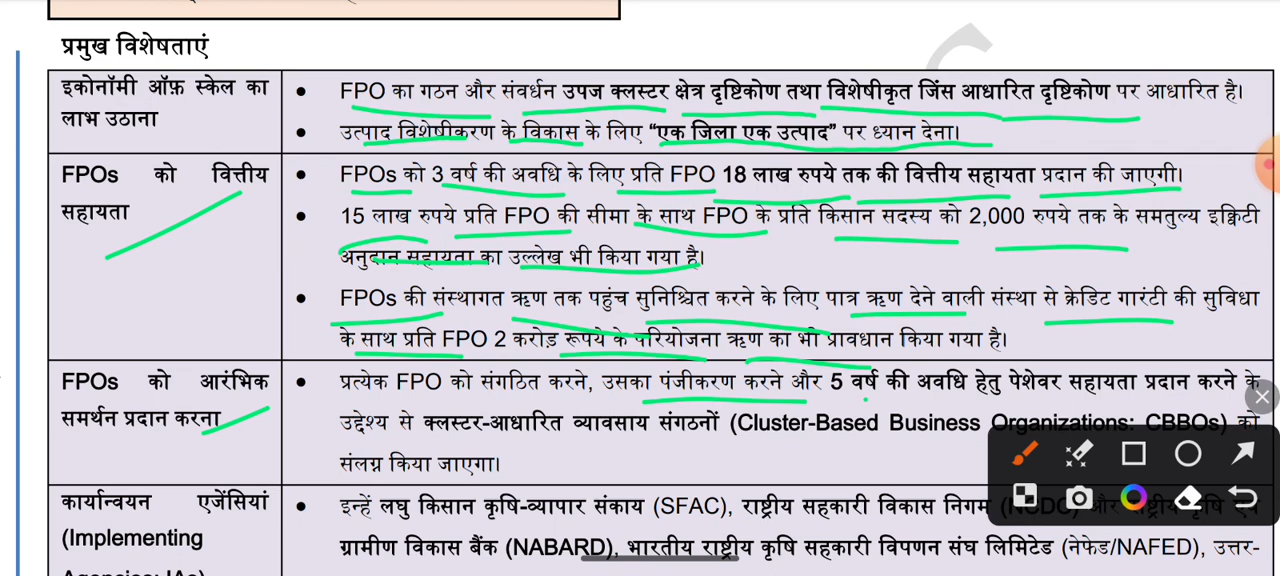 प्रमुख विशेषताएं
इकोनॉमी ऑफ़ स्केल का
लाभ उठाना
● FPO का गठन और संवर्धन उपज क्लस्टर क्षेत्र दृष्टिकोण तथा विशेषीकृत जिंस आधारित दृष्टिकोण पर आधारित है।
● उत्पाद विशेषीकरण के विकास के लिए “एक जिला एक उत्पाद” पर ध्यान देना।
FPOs को वित्तीय
सहायता
● FPOs को 3 वर्ष की अवधि के लिए प्रति FPO 18 लाख रुपये तक की वित्तीय सहायता प्रदान की जाएगी।
● 15 लाख रुपये प्रति FPO की सीमा के साथ FPO के प्रति किसान सदस्य को 2,000 रुपये तक के समतुल्य इक्विटी
अनुदान सहायता का उल्लेख भी किया गया है।
● FPOs की संस्थागत ऋण तक पहुंच सुनिश्चित करने के लिए पात्र ऋण देने वाली संस्था से क्रेडिट गारंटी की सुविधा
के साथ प्रति FPO 2 करोड़ रूपये के परियोजना ऋण का भी प्रावधान किया गया है।
FPOs को आरंभिक
समर्थन प्रदान करना
● प्रत्येक FPO को संगठित करने, उसका पंजीकरण करने और 5 वर्ष की अवधि हेतु पेशेवर सहायता प्रदान करने के
उद्देश्य से क्लस्टर-आधारित व्यावसाय संगठनों (Cluster-Based Business Organizations: CBBOs) को
संलग्न किया जाएगा।
कार्यान्वयन एजेंसियां
(Implementing
● इन्हें लघु किसान कृषि-व्यापार संकाय (SFAC), राष्ट्रीय सहकारी विकास निगम (NCDC) और राष्ट्रीय कृषि एवं
ग्रामीण विकास बैंक (NABARD), भारतीय राष्ट्रीय कृषि सहकारी विपणन संघ लिमिटेड (नेफेड/NAFED), उत्तर-